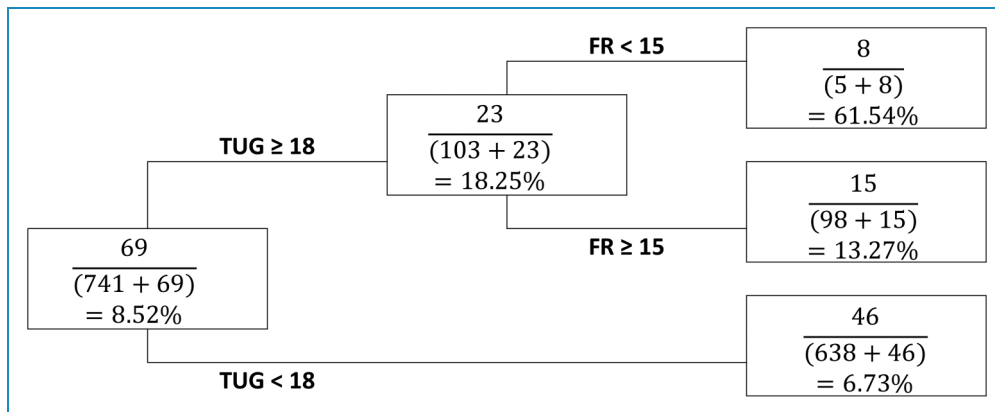 FR < 15
8
(5 + 8)
= 61.54%
TUG ≥ 18
23
(103 + 23)
= 18.25%
FR ≥ 15
15
(98 + 15)
= 13.27%
69
(741 + 69)
= 8.52%
TUG < 18
46
(638 + 46)
= 6.73%